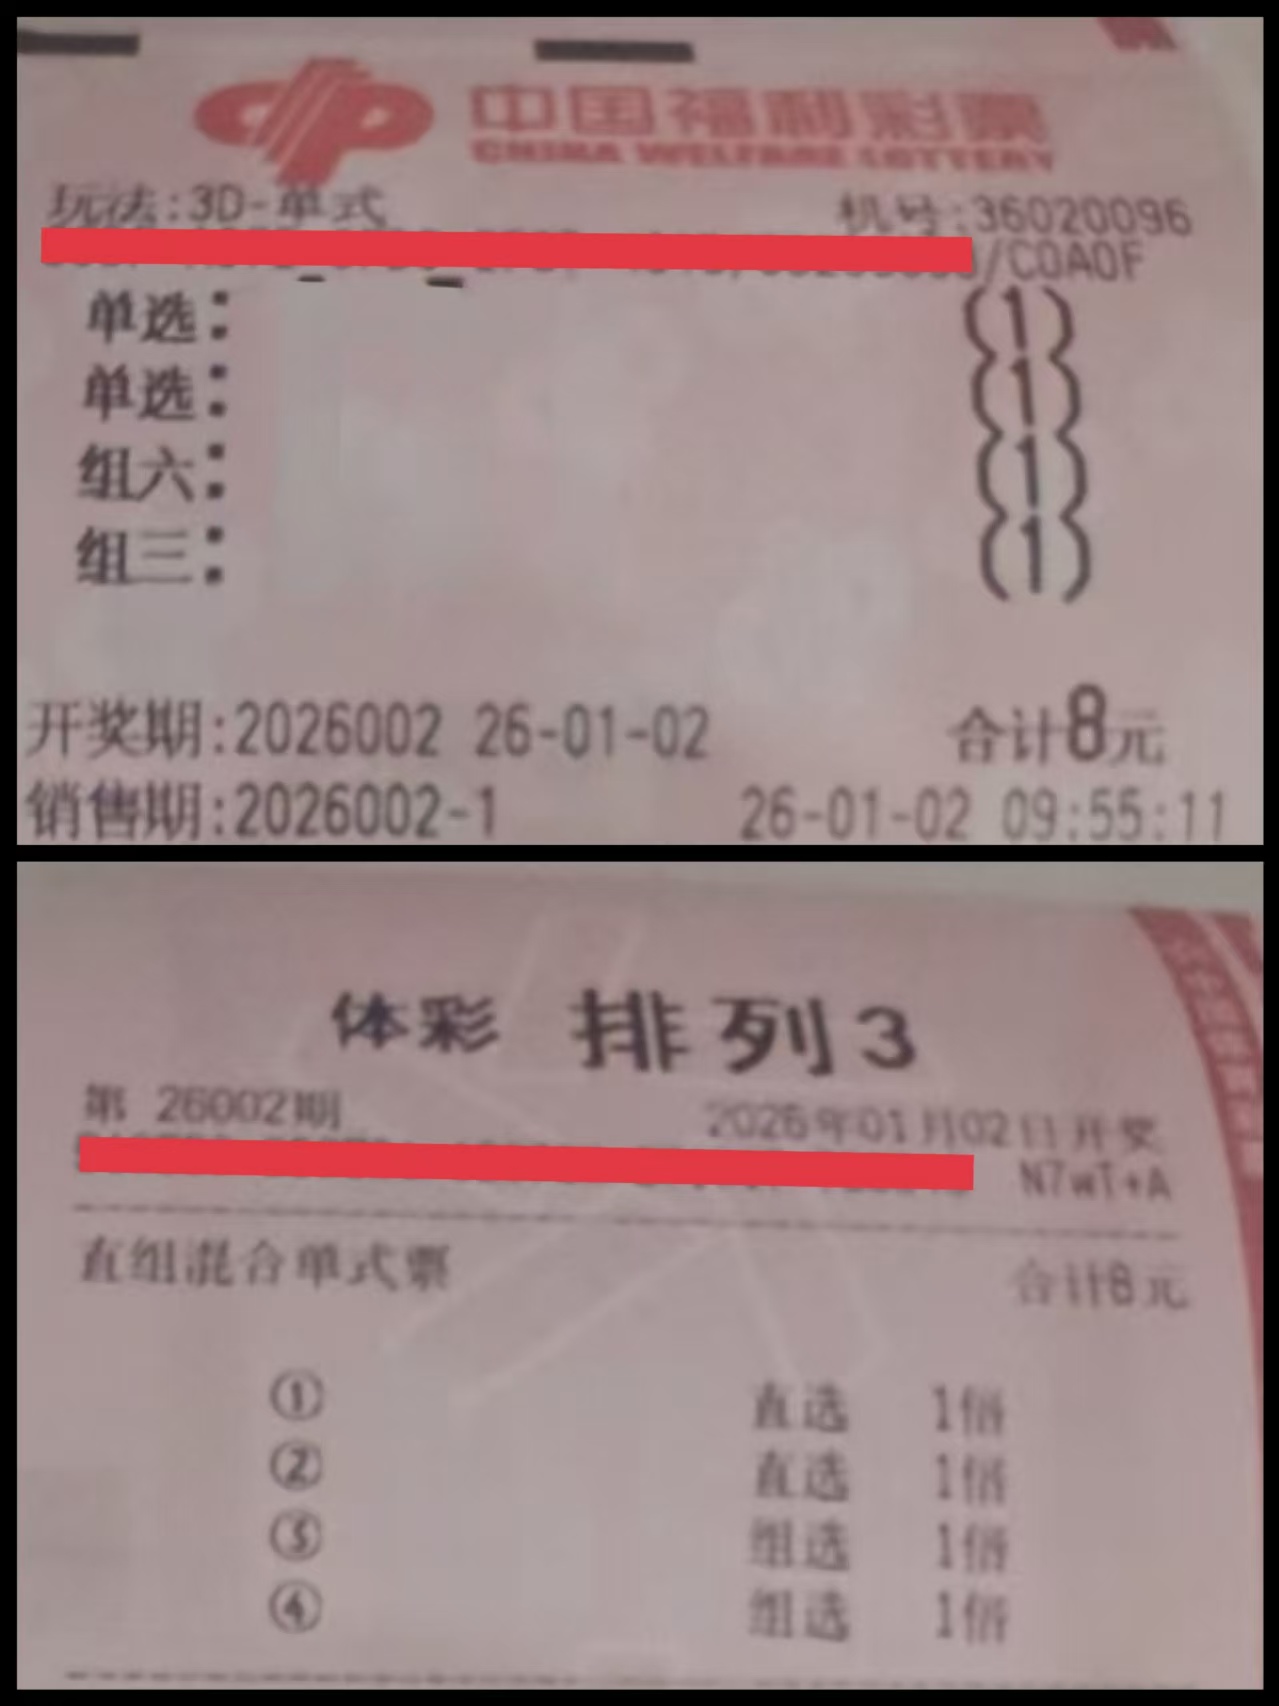 中国福利彩票
CHINA WELFARE LOTTERY
玩法:3D-单式 机号:36020096
/C0A0F
单选: (1)
单选: (1)
组六: (1)
组三: (1)
开奖期:2026002 26-01-02 合计8元
销售期:2026002-1 26-01-02 09:55:11
体彩 排列3
第 26002期 2026年01月02日开奖
N7wT+A
直组混合单式票 合计8元
① 直选 1倍
② 直选 1倍
③ 组选 1倍
④ 组选 1倍